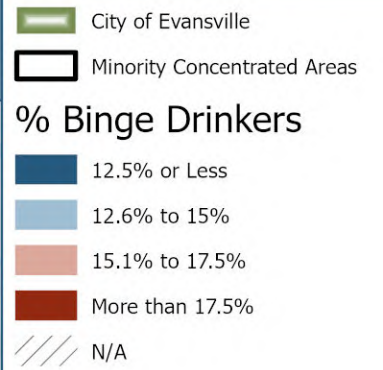 City of Evansville
Minority Concentrated Areas
% Binge Drinkers
12.5% or Less
12.6% to 15%
15.1% to 17.5%
More than 17.5%
N/A